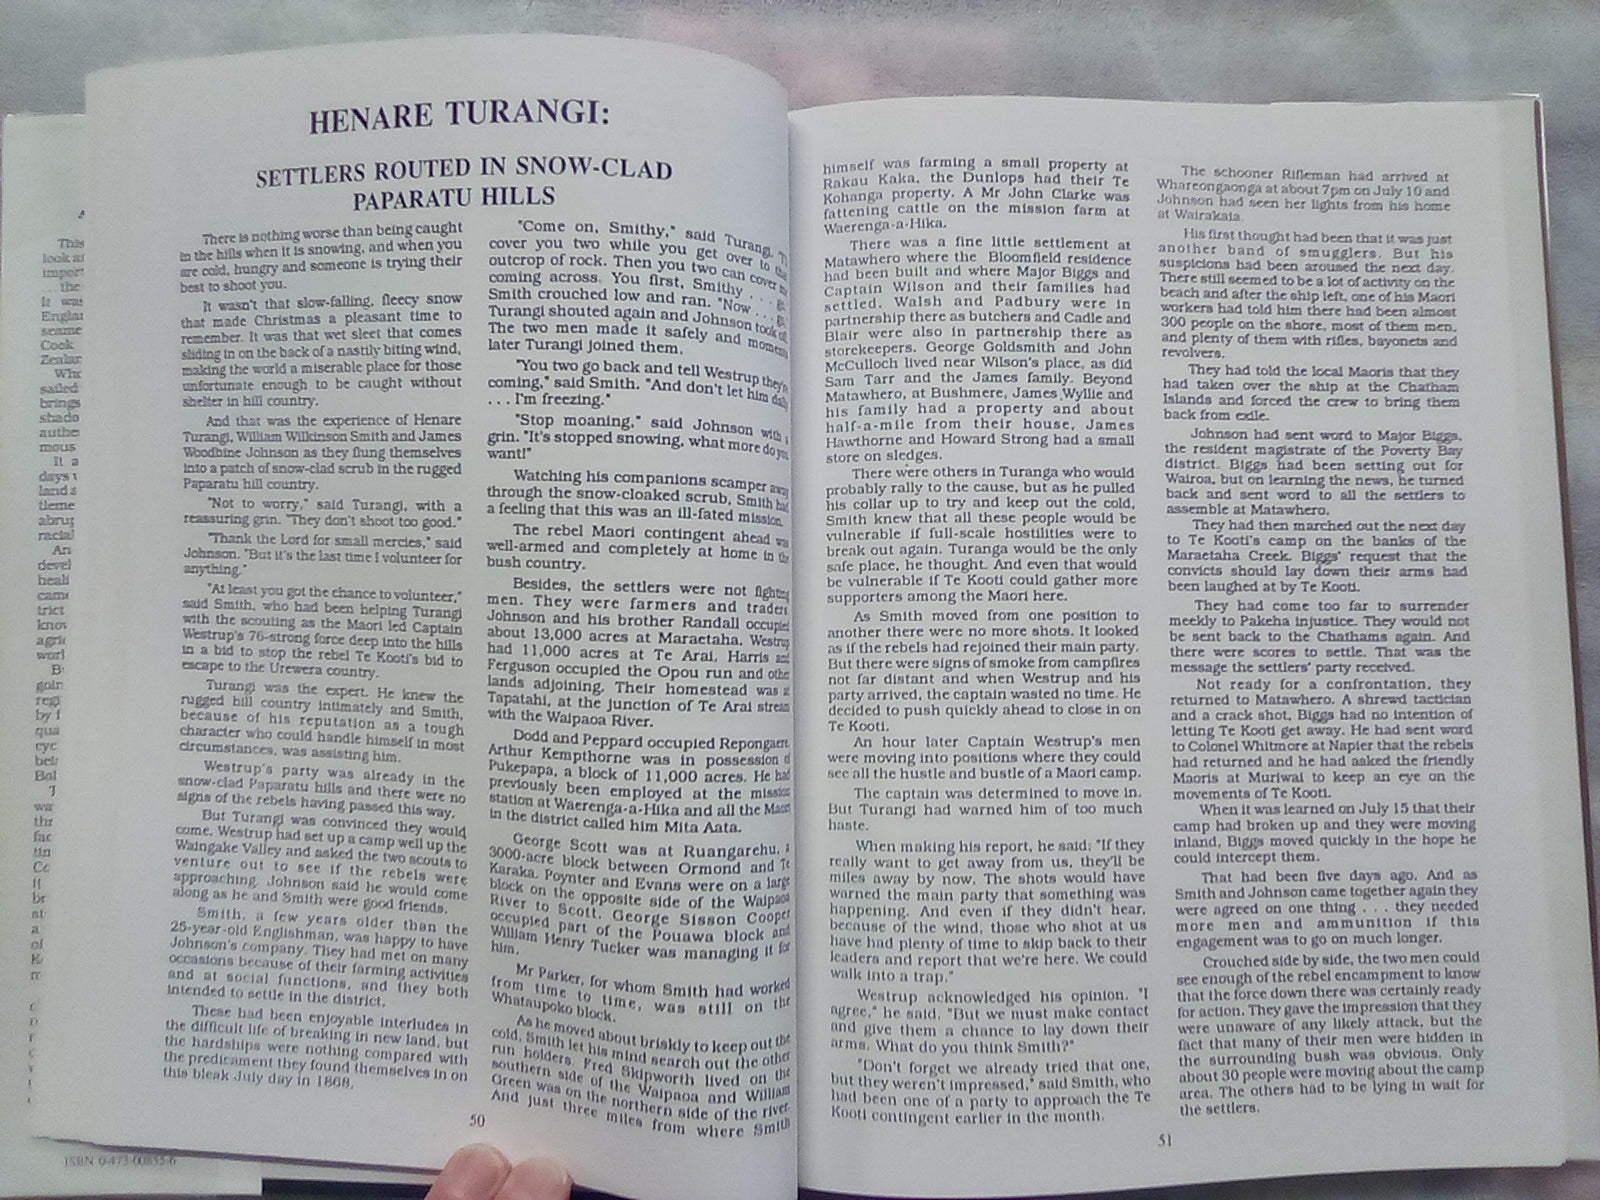 HENARE TURANGI:
SETTLERS ROUTED IN SNOW-CLAD
PAPARATU HILLS
There is nothing worse than being caught
in the hills when it is snowing, and when you
are cold, hungry and someone is trying their
best to shoot you.
It wasn't that slow-falling, fleecy snow
that made Christmas a pleasant time to
remember. It was that wet sleet that comes
sliding in on the back of a nastily biting wind,
making the world a miserable place for those
unfortunate enough to be caught without
shelter in hill country.
And that was the experience of Henare
Turangi, William Wilkinson Smith and James
Woodbine Johnson as they flung themselves
into a patch of snow-clad scrub in the rugged
Paparatu hill country.
"Not to worry," said Turangi, with a
reassuring grin. "They don't shoot too good."
"Thank the Lord for small mercies," said
Johnson. "But it's the last time I volunteer for
anything."
"At least you got the chance to volunteer,"
said Smith, who had been helping Turangi
with the scouting as the Maori led Captain
Westrup's 76-strong force deep into the hills
in a bid to stop the rebel Te Kooti's bid to
escape to the Urewera country.
Turangi was the expert. He knew the
rugged hill country intimately and Smith,
because of his reputation as a tough
character who could handle himself in most
circumstances, was assisting him.
Westrup's party was already in the
snow-clad Paparatu hills and there were no
signs of the rebels having passed this way.
But Turangi was convinced they would
come. Westrup had set up a camp well up the
Waingake Valley and asked the two scouts to
venture out to see if the rebels were
approaching. Johnson said he would come
along as he and Smith were good friends.
Smith, a few years older than the
25-year-old Englishman, was happy to have
Johnson's company. They had met on many
occasions because of their farming activities
and at social functions, and they both
intended to settle in the district.
These had been enjoyable interludes in
the difficult life of breaking in new land, but
the hardships were nothing compared with
the predicament they found themselves in on
this bleak July day in 1868.
"Come on, Smithy," said Turangi.
cover you two while you get over to
outcrop of rock. Then you two can cover
coming across. You first, Smithy . . .
Smith crouched low and ran. "Now . . .
Turangi shouted again and Johnson took
The two men made it safely and moments
later Turangi joined them.
"You two go back and tell Westrup they're
coming," said Smith. "And don't let him
. . . I'm freezing."
"Stop moaning," said Johnson with a
grin. "It's stopped snowing, what more do you
want!"
Watching his companions scamper away
through the snow-cloaked scrub, Smith had
a feeling that this was an ill-fated mission.
The rebel Maori contingent ahead was
well-armed and completely at home in the
bush country.
Besides, the settlers were not fighting
men. They were farmers and traders.
Johnson and his brother Randall occupied
about 13,000 acres at Maraetaha, Westrup
had 11,000 acres at Te Arai, Harris and
Ferguson occupied the Opou run and other
lands adjoining. Their homestead was at
Tapatahi, at the junction of Te Arai stream
with the Waipaoa River.
Dodd and Peppard occupied Repongaere,
Arthur Kempthorne was in possession of
Pukepapa, a block of 11,000 acres. He had
previously been employed at the mission
station at Waerenga-a-Hika and all the Maori
in the district called him Mita Aata.
George Scott was at Ruangarehu, a
3000-acre block between Ormond and Te
Karaka. Poynter and Evans were on a large
block on the opposite side of the Waipaoa
River to Scott. George Sisson Cooper
occupied part of the Pouawa block and
William Henry Tucker was managing it for
him.
Mr Parker, for whom Smith had worked
from time to time, was still on the
Whataupoko block.
As he moved about briskly to keep out the
cold, Smith let his mind search out the other
run holders. Fred Skipworth lived on the
southern side of the Waipaoa and William
Green was on the northern side of the river.
And just three miles from where Smith
50
himself was farming a small property at
Rakau Kaka, the Dunlops had their Te
Kohanga property. A Mr John Clarke was
fattening cattle on the mission farm at
Waerenga-a-Hika.
There was a fine little settlement at
Matawhero where the Bloomfield residence
had been built and where Major Biggs and
Captain Wilson and their families had
settled. Walsh and Padbury were in
partnership there as butchers and Cadle and
Blair were also in partnership there as
storekeepers. George Goldsmith and John
McCulloch lived near Wilson's place, as did
Sam Tarr and the James family. Beyond
Matawhero, at Bushmere, James Wyllie and
his family had a property and about
half-a-mile from their house, James
Hawthorne and Howard Strong had a small
store on sledges.
There were others in Turanga who would
probably rally to the cause, but as he pulled
his collar up to try and keep out the cold,
Smith knew that all these people would be
vulnerable if full-scale hostilities were to
break out again. Turanga would be the only
safe place, he thought. And even that would
be vulnerable if Te Kooti could gather more
supporters among the Maori here.
As Smith moved from one position to
another there were no more shots. It looked
as if the rebels had rejoined their main party.
But there were signs of smoke from campfires
not far distant and when Westrup and his
party arrived, the captain wasted no time. He
decided to push quickly ahead to close in on
Te Kooti.
An hour later Captain Westrup's men
were moving into positions where they could
see all the hustle and bustle of a Maori camp.
The captain was determined to move in.
But Turangi had warned him of too much
haste.
When making his report, he said: "If they
really want to get away from us, they'll be
miles away by now. The shots would have
warned the main party that something was
happening. And even if they didn't hear,
because of the wind, those who shot at us
have had plenty of time to skip back to their
leaders and report that we're here. We could
walk into a trap."
Westrup acknowledged his opinion. "I
agree," he said. "But we must make contact
and give them a chance to lay down their
arms. What do you think Smith?"
"Don't forget we already tried that one,
but they weren't impressed," said Smith, who
had been one of a party to approach the Te
Kooti contingent earlier in the month.
The schooner Rifleman had arrived at
Whareongaonga at about 7pm on July 10 and
Johnson had seen her lights from his home
at Wairakaia.
His first thought had been that it was just
another band of smugglers. But his
suspicions had been aroused the next day.
There still seemed to be a lot of activity on the
beach and after the ship left, one of his Maori
workers had told him there had been almost
300 people on the shore, most of them men,
and plenty of them with rifles, bayonets and
revolvers.
They had told the local Maoris that they
had taken over the ship at the Chatham
Islands and forced the crew to bring them
back from exile.
Johnson had sent word to Major Biggs,
the resident magistrate of the Poverty Bay
district. Biggs had been setting out for
Wairoa, but on learning the news, he turned
back and sent word to all the settlers to
assemble at Matawhero.
They had then marched out the next day
to Te Kooti's camp on the banks of the
Maraetaha Creek. Biggs' request that the
convicts should lay down their arms had
been laughed at by Te Kooti.
They had come too far to surrender
meekly to Pakeha injustice. They would not
be sent back to the Chathams again. And
there were scores to settle. That was the
message the settlers' party received.
Not ready for a confrontation, they
returned to Matawhero. A shrewd tactician
and a crack shot, Biggs had no intention of
letting Te Kooti get away. He had sent word
to Colonel Whitmore at Napier that the rebels
had returned and he had asked the friendly
Maoris at Muriwai to keep an eye on the
movements of Te Kooti.
When it was learned on July 15 that their
camp had broken up and they were moving
inland, Biggs moved quickly in the hope he
could intercept them.
That had been five days ago. And as
Smith and Johnson came together again they
were agreed on one thing . . . they needed
more men and ammunition if this
engagement was to go on much longer.
Crouched side by side, the two men could
see enough of the rebel encampment to know
that the force down there was certainly ready
for action. They gave the impression that they
were unaware of any likely attack, but the
fact that many of their men were hidden in
the surrounding bush was obvious. Only
about 30 people were moving about the camp
area. The others had to be lying in wait for
the settlers.
51